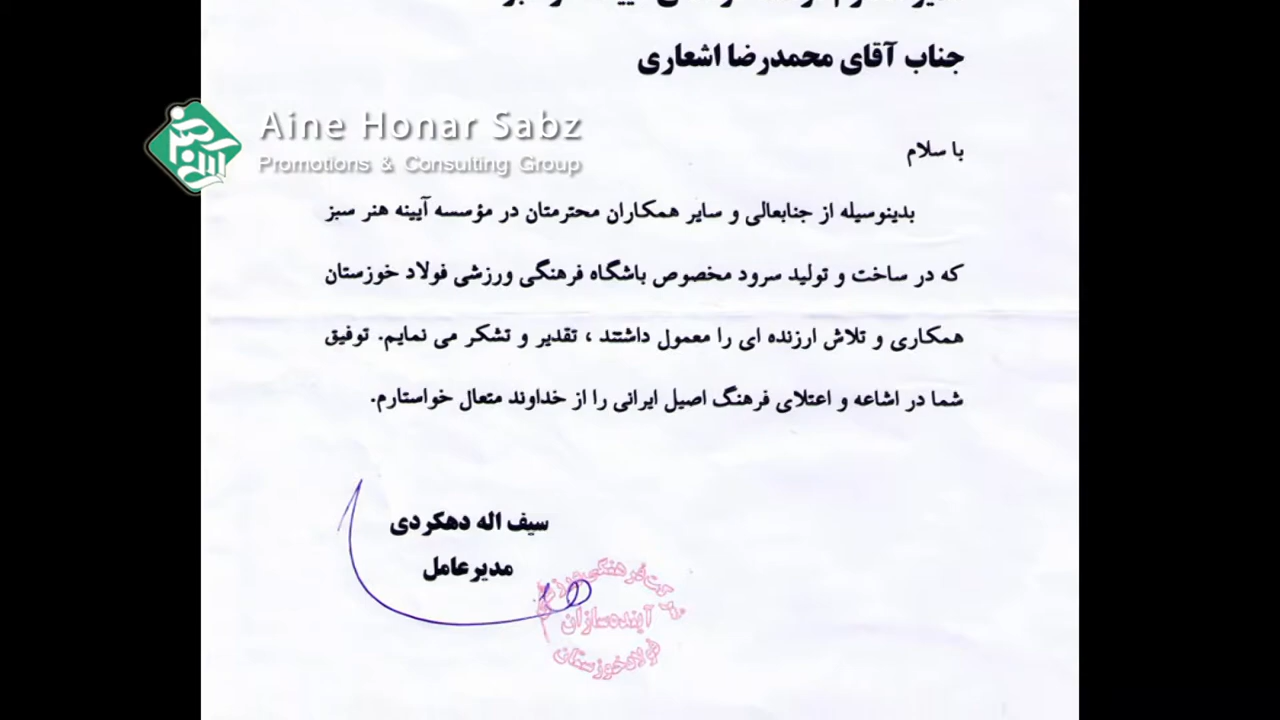 جناب آقای محمدرضا اشعاری
Aine Honar Sabz
Promotions & Consulting Group
با سلام
بدینوسیله از جنابعالی و سایر همکاران محترمتان در مؤسسه آیینه هنر سبز
که در ساخت و تولید سرود مخصوص باشگاه فرهنگی ورزشی فولاد خوزستان
همکاری و تلاش ارزنده ای را معمول داشتند ، تقدیر و تشکر می نمایم. توفیق
شما در اشاعه و اعتلای فرهنگ اصیل ایرانی را از خداوند متعال خواستارم.
سیف اله دهکردی
مدیرعامل
آینده‌سازان
فولاد خوزستان